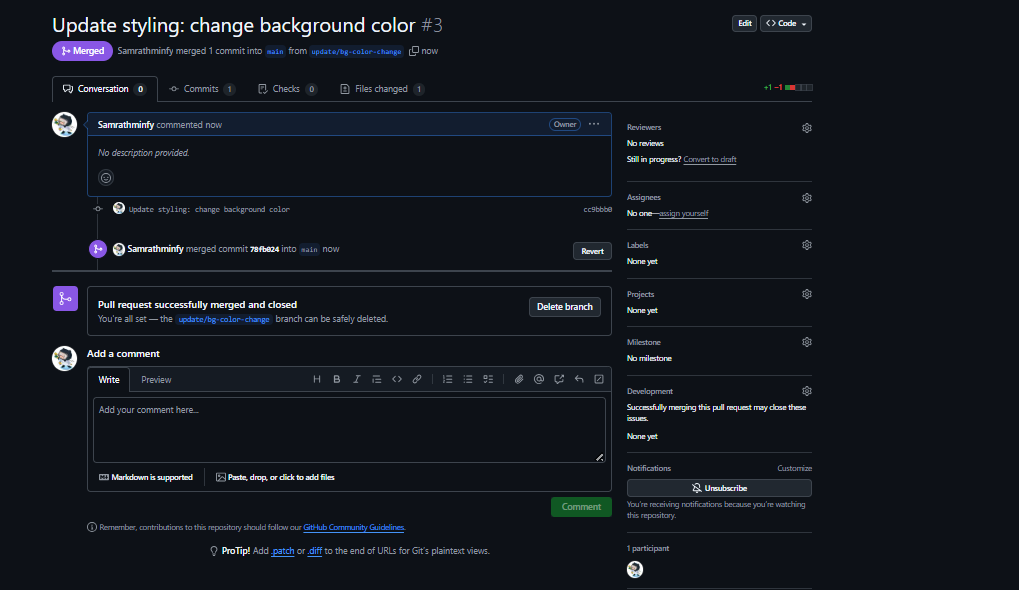 Update styling: change background color #3
Edit
Code
Merged Samrathminfy merged 1 commit into main from update/bg-color-change now
Conversation 0
Commits 1
Checks 0
Files changed 1
+1 −1
Samrathminfy commented now
Owner
No description provided.
Update styling: change background color
cc9bbb0
Samrathminfy merged commit 78fb024 into main now
Revert
Pull request successfully merged and closed
You're all set — the update/bg-color-change branch can be safely deleted.
Delete branch
Add a comment
Write
Preview
Add your comment here...
Markdown is supported
Paste, drop, or click to add files
Comment
Remember, contributions to this repository should follow our GitHub Community Guidelines.
ProTip! Add .patch or .diff to the end of URLs for Git's plaintext views.
Reviewers
No reviews
Still in progress? Convert to draft
Assignees
No one—assign yourself
Labels
None yet
Projects
None yet
Milestone
No milestone
Development
Successfully merging this pull request may close these
issues.
None yet
Notifications
Customize
Unsubscribe
You're receiving notifications because you're watching
this repository.
1 participant